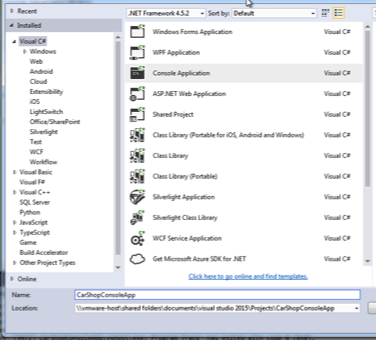 Recent
.NET Framework 4.5.2 Sort by: Default
Installed
Visual C#
Windows
Web
Android
Cloud
Extensibility
iOS
LightSwitch
Office/SharePoint
Silverlight
Test
WCF
Workflow
Visual Basic
Visual F#
Visual C++
SQL Server
Python
JavaScript
TypeScript
Game
Build Accelerator
Other Project Types
Online
Windows Forms Application Visual C#
WPF Application Visual C#
Console Application Visual C#
ASP.NET Web Application Visual C#
Shared Project Visual C#
Class Library (Portable for iOS, Android and Windows) Visual C#
Class Library Visual C#
Class Library (Portable) Visual C#
Silverlight Application Visual C#
Silverlight Class Library Visual C#
WCF Service Application Visual C#
Get Microsoft Azure SDK for .NET Visual C#
Click here to go online and find templates.
Name: CarShopConsoleApp
Location: \\vmware-host\shared folders\documents\visual studio 2015\Projects\CarShopConsoleApp